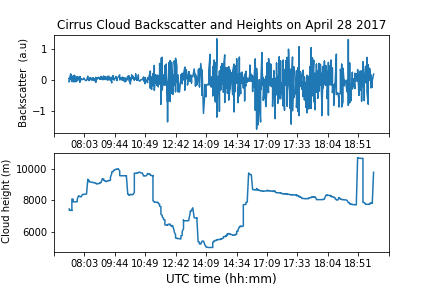 Cirrus Cloud Backscatter and Heights on April 28 2017
Backscatter (a.u)
1
0
−1
08:03 09:44 10:49 12:42 14:09 14:34 17:09 17:33 18:04 18:51
Cloud height (m)
10000
8000
6000
08:03 09:44 10:49 12:42 14:09 14:34 17:09 17:33 18:04 18:51
UTC time (hh:mm)